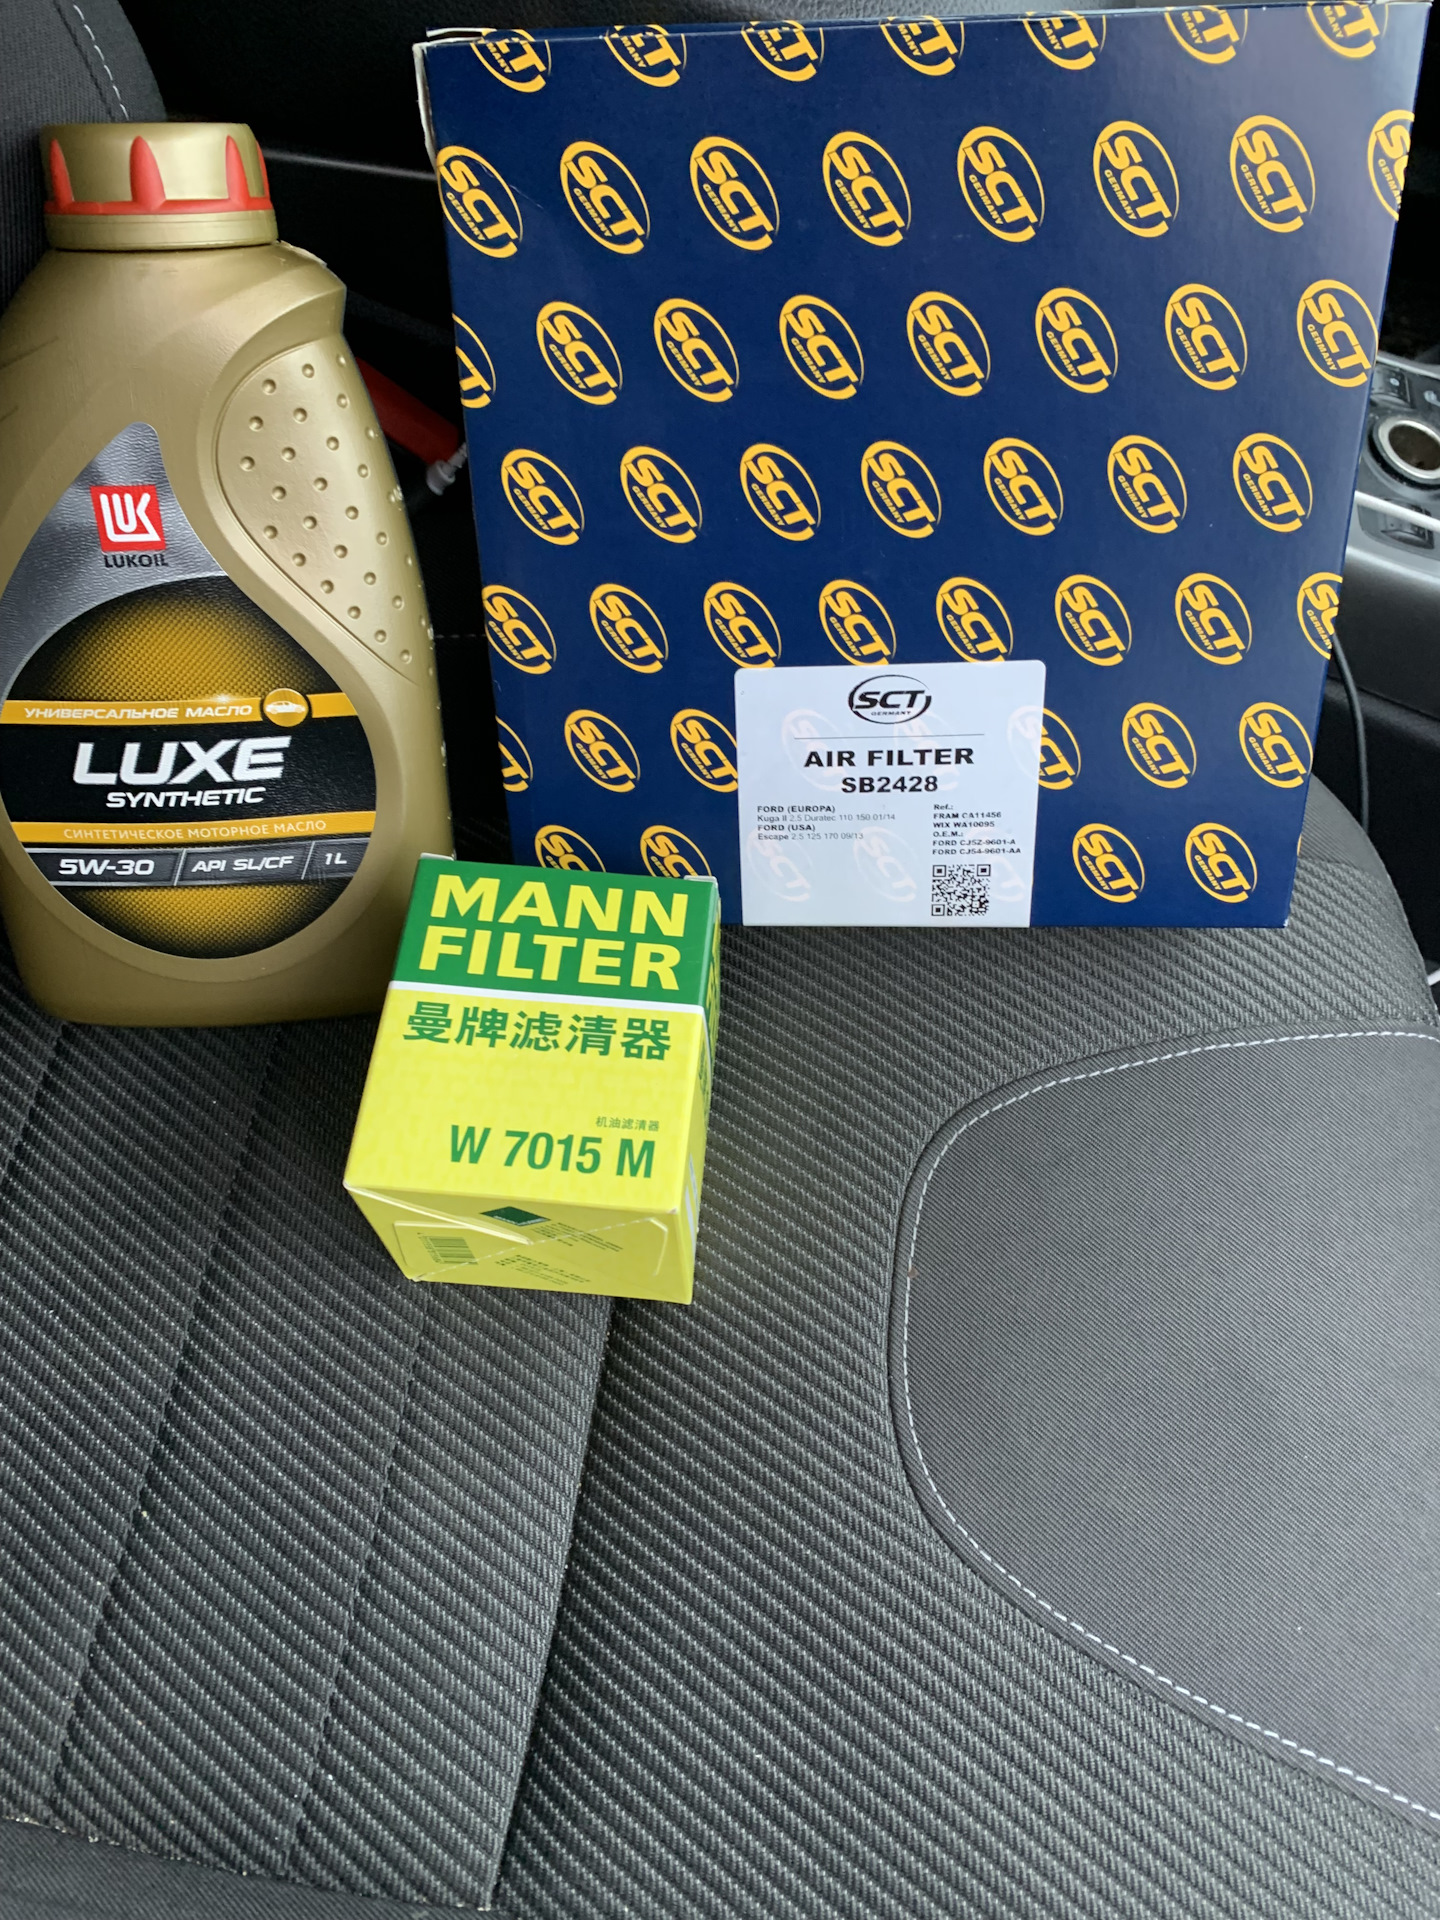 LUK
LUKOIL
УНИВЕРСАЛЬНОЕ МАСЛО
LUXE
SYNTHETIC
СИНТЕТИЧЕСКОЕ МОТОРНОЕ МАСЛО
5W-30
API SL/CF
1L
SCT
GERMANY
SCT
GERMANY
AIR FILTER
SB2428
FORD (EUROPA)
Kuga II 2.5 Duratec 110 150 01/14
FORD (USA)
Escape 2.5 125 170 09/13
Ref.:
FRAM CA11456
WIX WA10095
O.E.M.:
FORD CJ5Z-9601-A
FORD CJ54-9601-AA
MANN
FILTER
曼牌滤清器
机油滤清器
W 7015 M